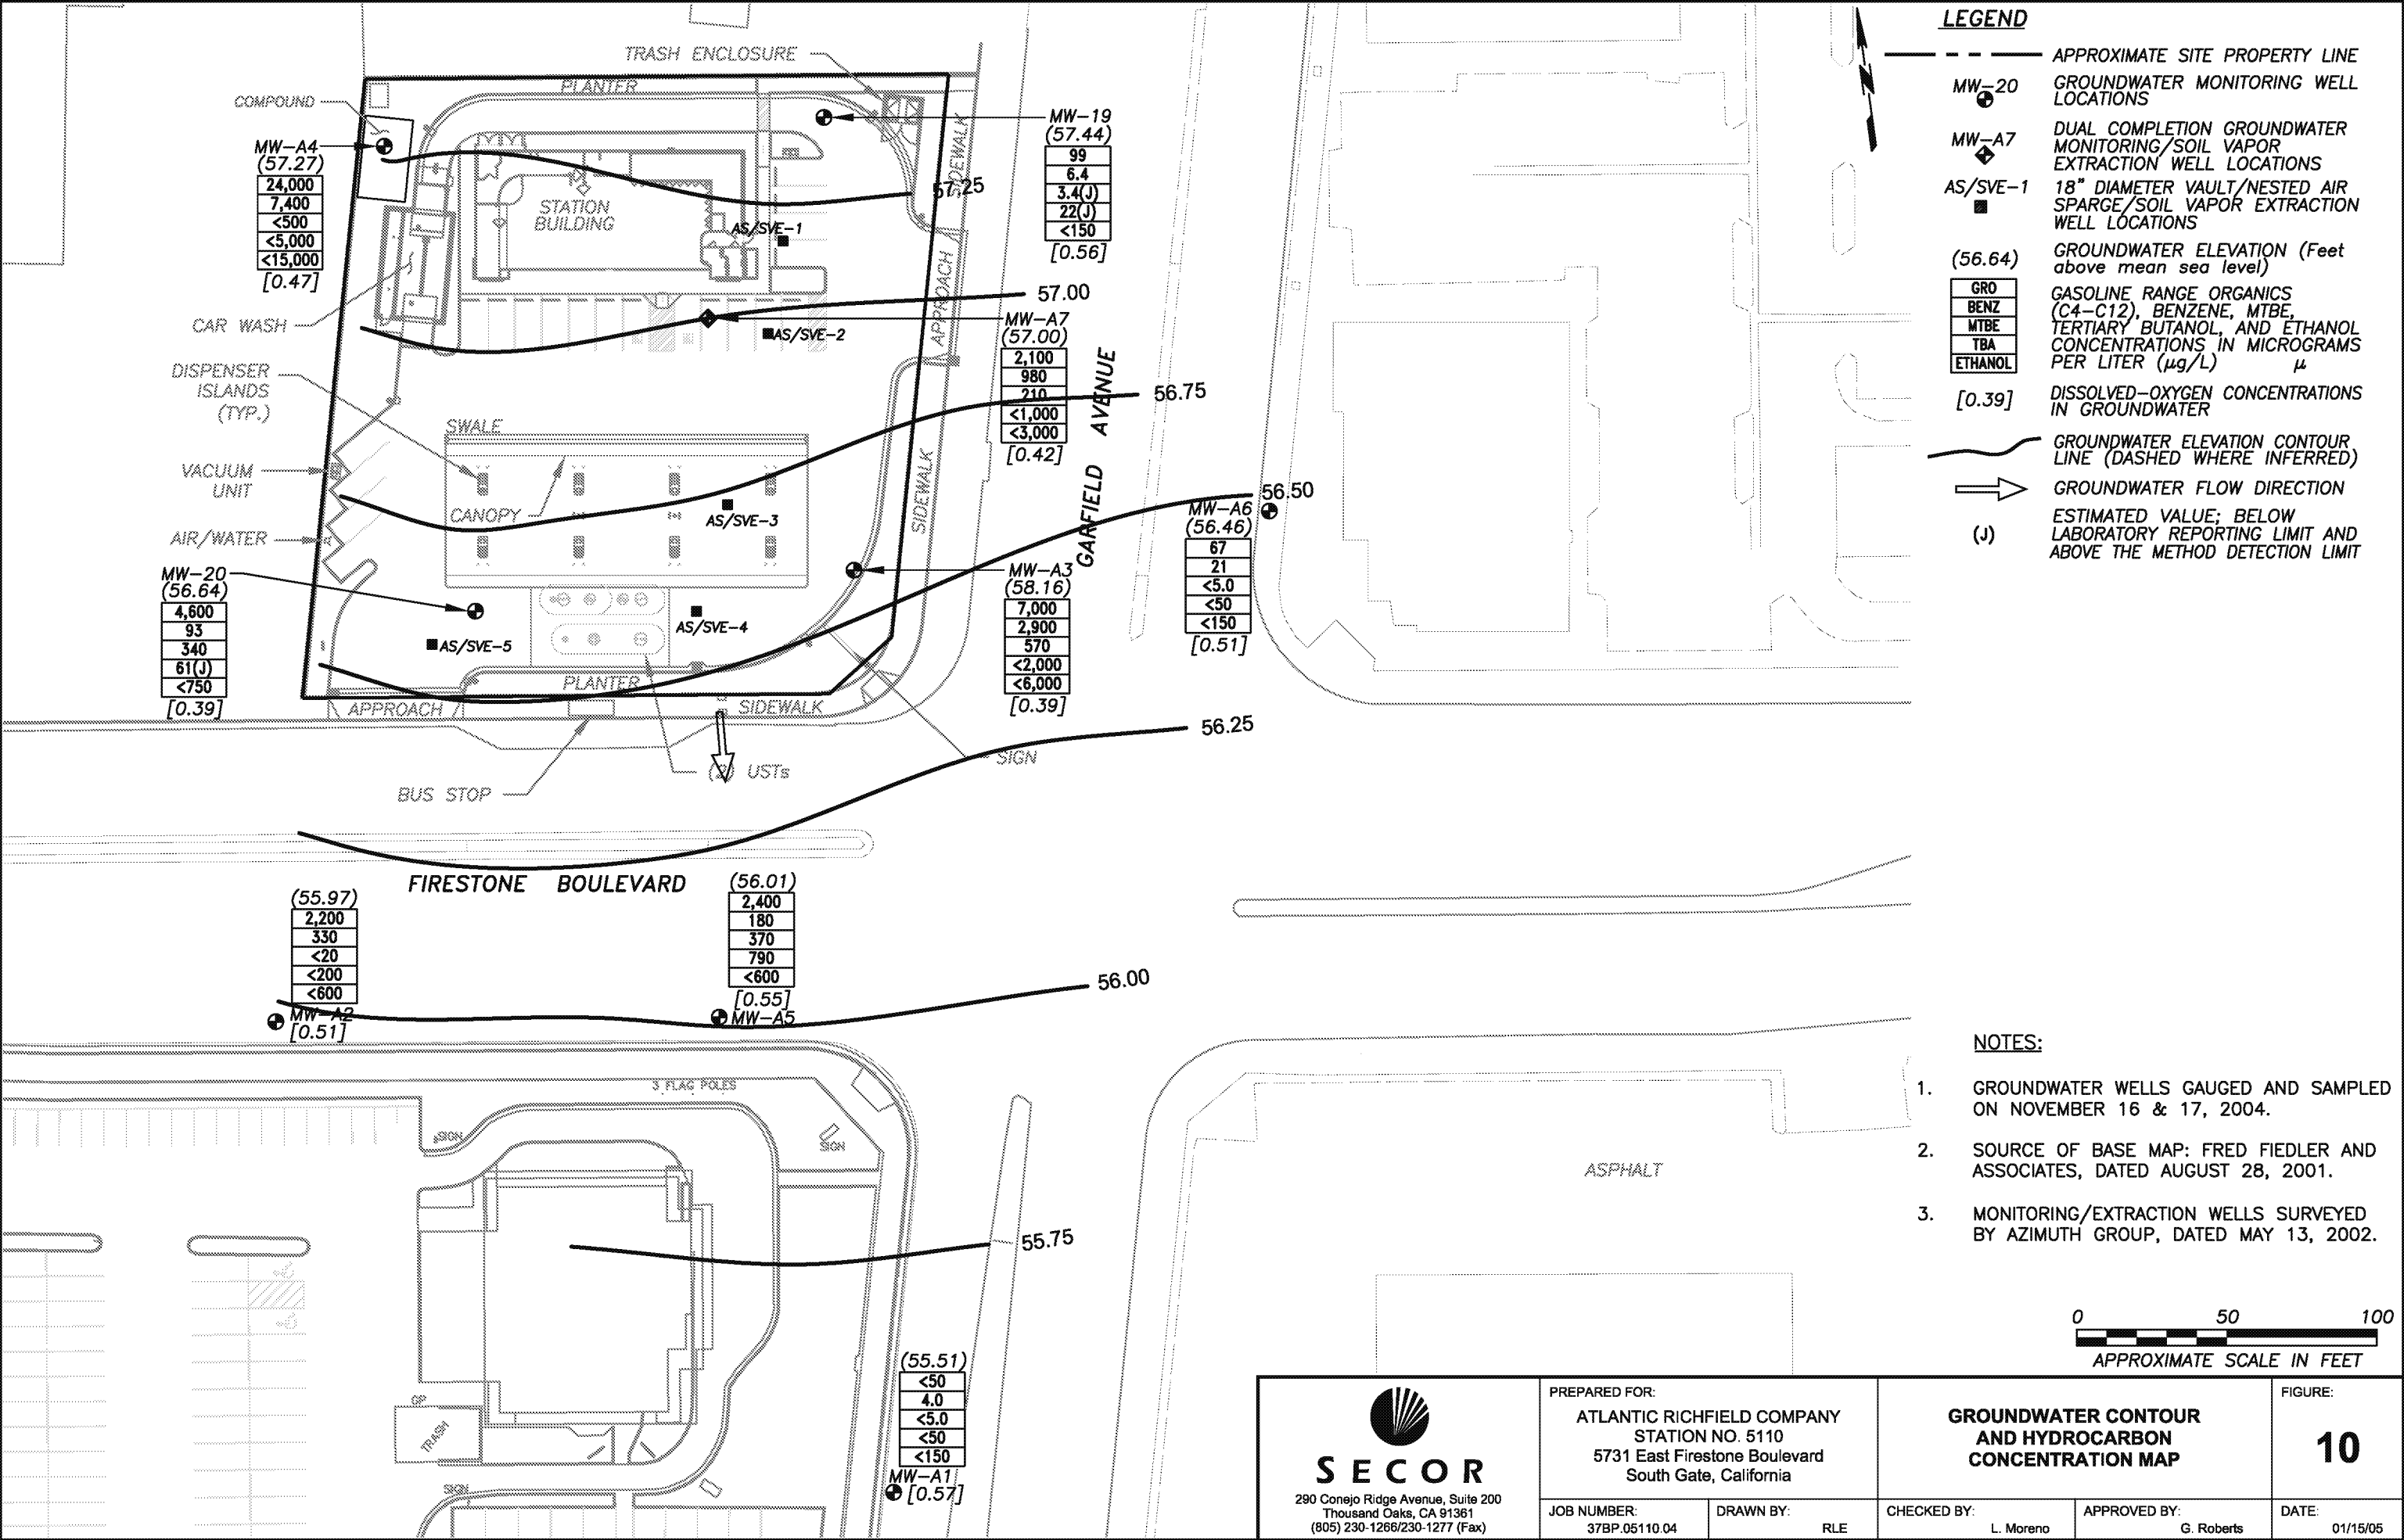 TRASH ENCLOSURE
COMPOUND
PLANTER
MW-A4
(57.27)
24,000
7,400
<500
<5,000
<15,000
[0.47]
MW-19
(57.44)
99
6.4
3.4(J)
22(J)
<150
[0.56]
SIDEWALK
57.25
STATION
BUILDING
AS/SVE-1
APPROACH
57.00
CAR WASH
MW-A7
(57.00)
2,100
980
210
<1,000
<3,000
[0.42]
AS/SVE-2
DISPENSER
ISLANDS
(TYP.)
56.75
GARFIELD AVENUE
SWALE
VACUUM
UNIT
CANOPY
AS/SVE-3
SIDEWALK
56.50
MW-A6
(56.46)
67
21
<5.0
<50
<150
[0.51]
AIR/WATER
MW-20
(56.64)
4,600
93
340
61(J)
<750
[0.39]
MW-A3
(58.16)
7,000
2,900
570
<2,000
<6,000
[0.39]
AS/SVE-4
AS/SVE-5
PLANTER
APPROACH
SIDEWALK
56.25
SIGN
(2) USTs
BUS STOP
FIRESTONE BOULEVARD
(55.97)
2,200
330
<20
<200
<600
MW-A2
[0.51]
(56.01)
2,400
180
370
790
<600
[0.55]
MW-A5
56.00
3 FLAG POLES
SIGN
SIGN
ASPHALT
55.75
GP
TRASH
SIGN
(55.51)
<50
4.0
<5.0
<50
<150
MW-A1
[0.57]
N
LEGEND
APPROXIMATE SITE PROPERTY LINE
MW-20
GROUNDWATER MONITORING WELL
LOCATIONS
MW-A7
DUAL COMPLETION GROUNDWATER
MONITORING/SOIL VAPOR
EXTRACTION WELL LOCATIONS
AS/SVE-1
18" DIAMETER VAULT/NESTED AIR
SPARGE/SOIL VAPOR EXTRACTION
WELL LOCATIONS
(56.64)
GROUNDWATER ELEVATION (Feet
above mean sea level)
GRO
BENZ
MTBE
TBA
ETHANOL
GASOLINE RANGE ORGANICS
(C4-C12), BENZENE, MTBE,
TERTIARY BUTANOL, AND ETHANOL
CONCENTRATIONS IN MICROGRAMS
PER LITER (µg/L) µ
[0.39]
DISSOLVED-OXYGEN CONCENTRATIONS
IN GROUNDWATER
GROUNDWATER ELEVATION CONTOUR
LINE (DASHED WHERE INFERRED)
GROUNDWATER FLOW DIRECTION
(J)
ESTIMATED VALUE; BELOW
LABORATORY REPORTING LIMIT AND
ABOVE THE METHOD DETECTION LIMIT
NOTES:
1. GROUNDWATER WELLS GAUGED AND SAMPLED
ON NOVEMBER 16 & 17, 2004.
2. SOURCE OF BASE MAP: FRED FIEDLER AND
ASSOCIATES, DATED AUGUST 28, 2001.
3. MONITORING/EXTRACTION WELLS SURVEYED
BY AZIMUTH GROUP, DATED MAY 13, 2002.
0 50 100
APPROXIMATE SCALE IN FEET
SECOR
290 Conejo Ridge Avenue, Suite 200
Thousand Oaks, CA 91361
(805) 230-1266/230-1277 (Fax)
PREPARED FOR:
ATLANTIC RICHFIELD COMPANY
STATION NO. 5110
5731 East Firestone Boulevard
South Gate, California
GROUNDWATER CONTOUR
AND HYDROCARBON
CONCENTRATION MAP
FIGURE:
10
JOB NUMBER:
37BP.05110.04
DRAWN BY:
RLE
CHECKED BY:
L. Moreno
APPROVED BY:
G. Roberts
DATE:
01/15/05